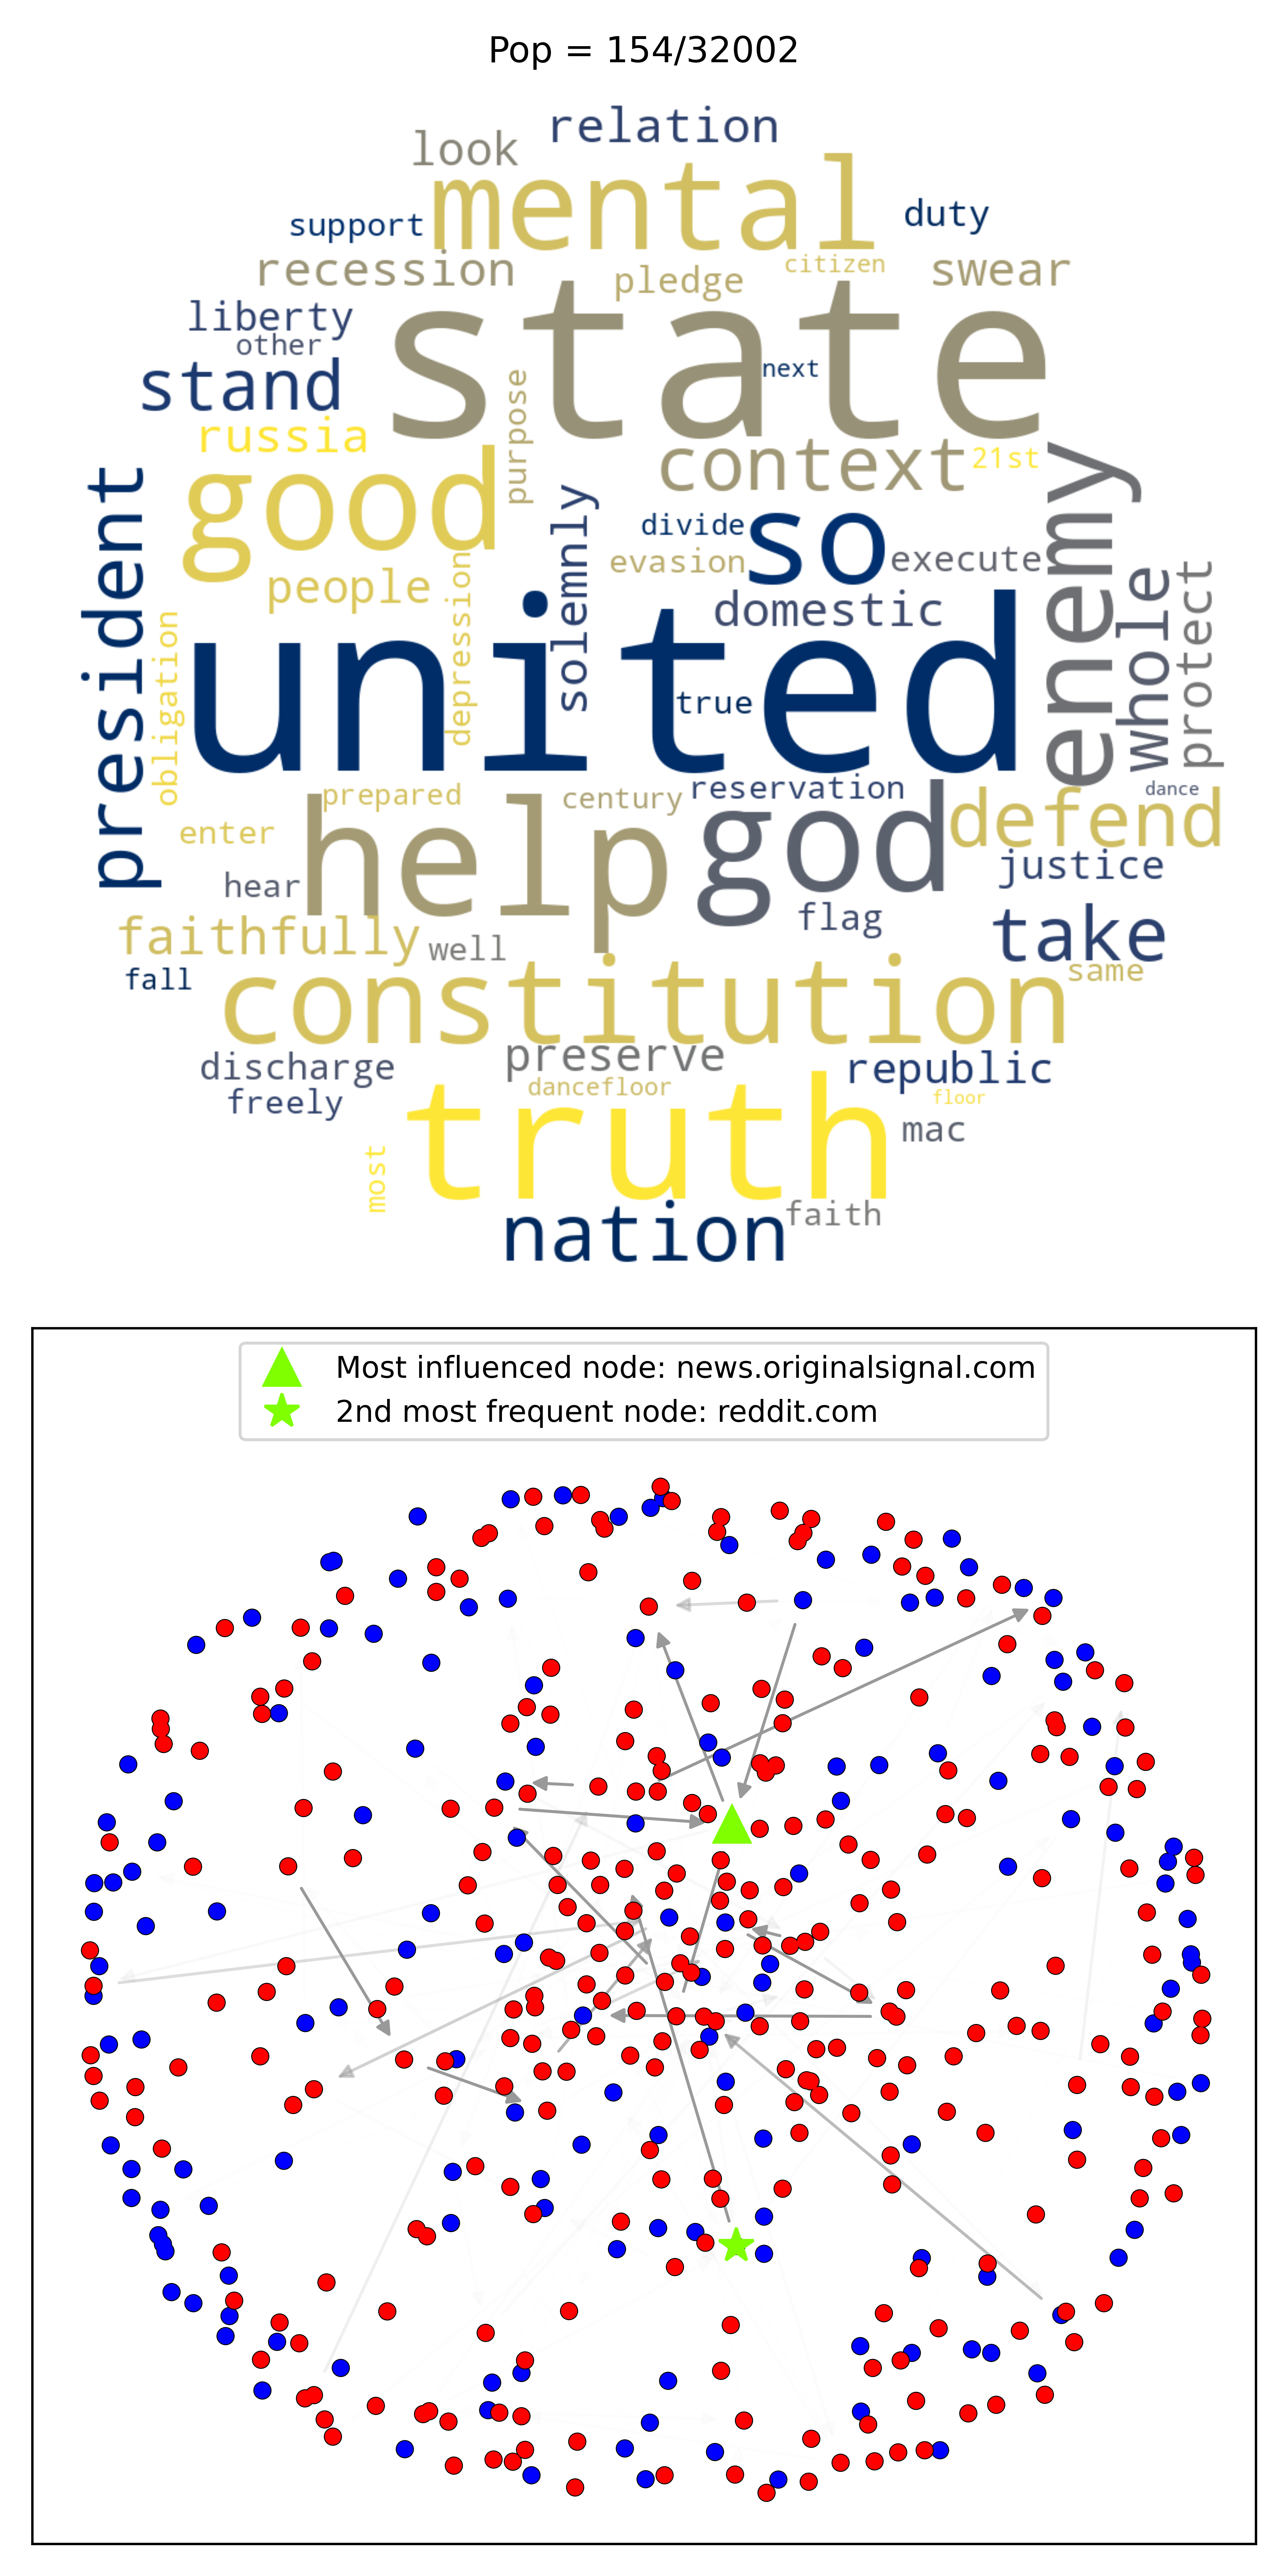 Pop = 154/32002
relation
look
mental
support
duty
recession
pledge
citizen
swear
liberty
other
state
next
stand
russia
purpose
context
21st
good
president
solemnly
divide
so
enemy
evasion
execute
people
depression
domestic
whole
protect
obligation
united
true
prepared
century
reservation
dance
enter
help
god
defend
hear
justice
faithfully
well
flag
take
fall
constitution
same
discharge
preserve
republic
freely
dancefloor
floor
truth
mac
most
nation
faith
Most influenced node: news.originalsignal.com
2nd most frequent node: reddit.com